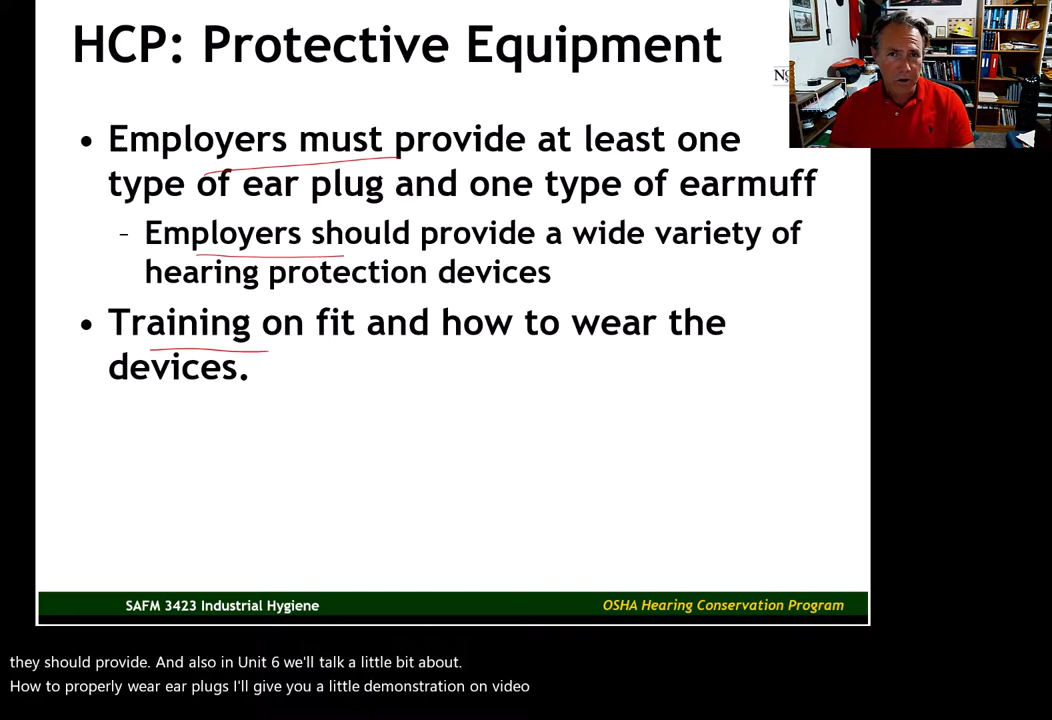 HCP: Protective Equipment
• Employers must provide at least one
type of ear plug and one type of earmuff
– Employers should provide a wide variety of
hearing protection devices
• Training on fit and how to wear the
devices.
SAFM 3423 Industrial Hygiene
OSHA Hearing Conservation Program
they should provide. And also in Unit 6 we'll talk a little bit about.
How to properly wear ear plugs I'll give you a little demonstration on video